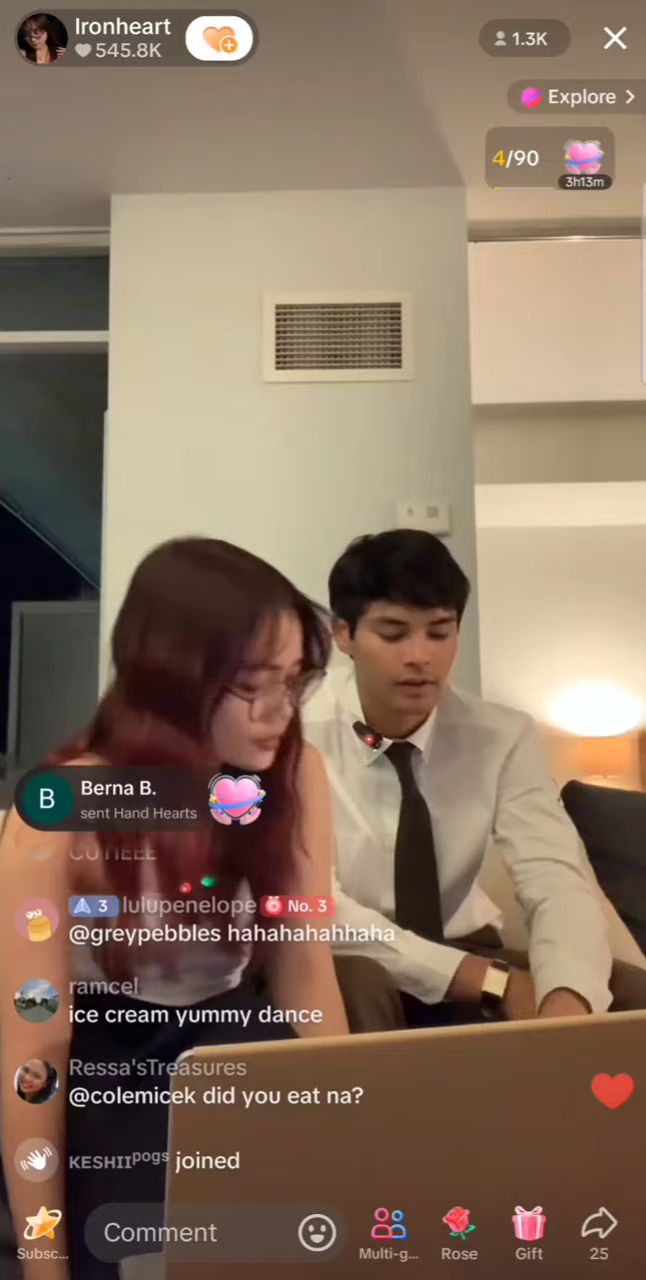 Ironheart
545.8K
1.3K
Explore
4/90
3h13m
B
Berna B.
sent Hand Hearts
CUTIEEE
3 lulupenelope No. 3
@greypebbles hahahahahhaha
ramcel
ice cream yummy dance
Ressa'sTreasures
@colemicek did you eat na?
KESHIIpogs joined
Subsc...
Comment
Multi-g...
Rose
Gift
25